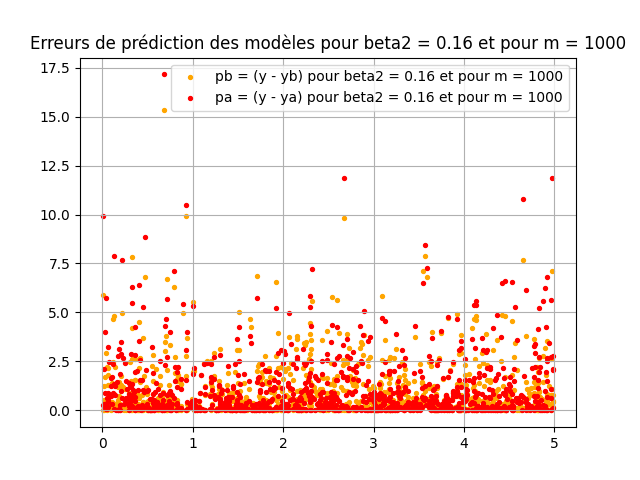 Erreurs de prédiction des modèles pour beta2 = 0.16 et pour m = 1000
pb = (y - yb) pour beta2 = 0.16 et pour m = 1000
pa = (y - ya) pour beta2 = 0.16 et pour m = 1000
17.5
15.0
12.5
10.0
7.5
5.0
2.5
0.0
0 1 2 3 4 5